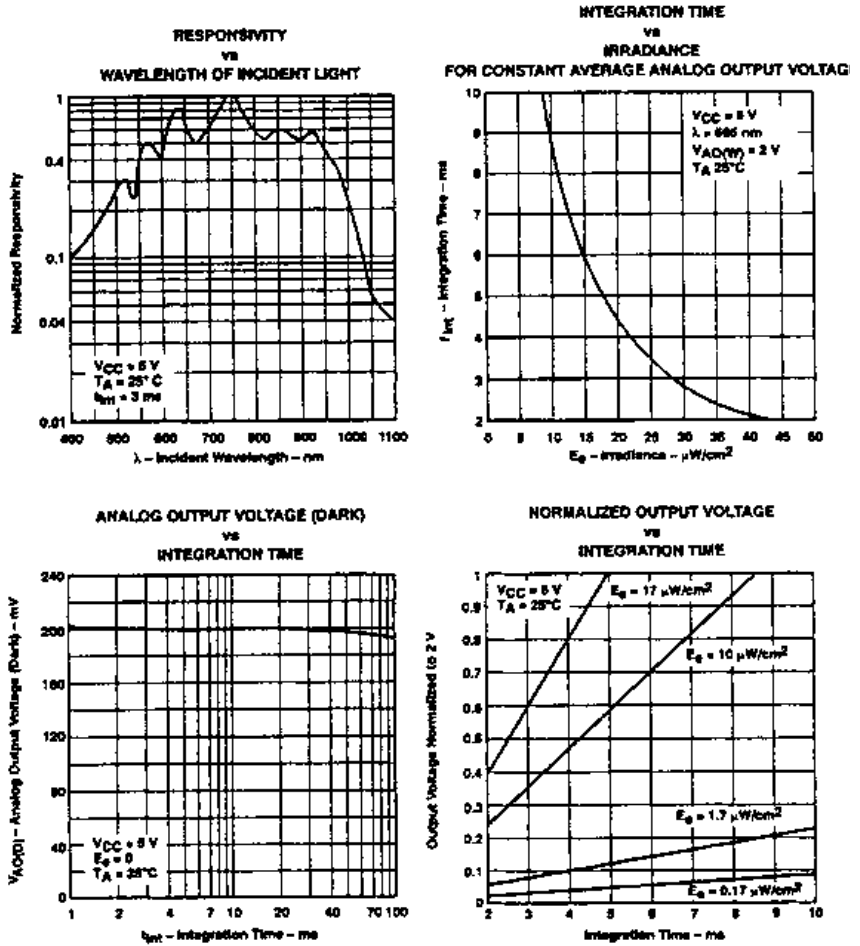 RESPONSIVITY
vs
WAVELENGTH OF INCIDENT LIGHT
Normalized Responsivity
1
0.4
0.1
0.04
0.01
VCC = 5 V
TA = 25° C
tint = 3 ms
400 500 600 700 800 900 1000 1100
λ – Incident Wavelength – nm
INTEGRATION TIME
vs
IRRADIANCE
FOR CONSTANT AVERAGE ANALOG OUTPUT VOLTAGE
tint – Integration Time – ms
10
9
8
7
6
5
4
3
2
VCC = 5 V
λ = 665 nm
VAO(W) = 2 V
TA 25°C
10 15 20 25 30 35 40 45 50
Ee – Irradiance – μW/cm2
ANALOG OUTPUT VOLTAGE (DARK)
vs
INTEGRATION TIME
VAO(D) – Analog Output Voltage (Dark) – mV
240
200
160
120
80
40
0
VCC = 5 V
Ee = 0
TA = 25°C
1 2 4 7 10 20 40 70 100
tint – Integration Time – ms
NORMALIZED OUTPUT VOLTAGE
vs
INTEGRATION TIME
Output Voltage Normalized to 2 V
1
0.9
0.8
0.7
0.6
0.5
0.4
0.3
0.2
0.1
0
VCC = 5 V
TA = 25°C
Ee = 17 μW/cm2
Ee = 10 μW/cm2
Ee = 1.7 μW/cm2
Ee = 0.17 μW/cm2
2 3 4 5 6 7 8 9 10
Integration Time – ms